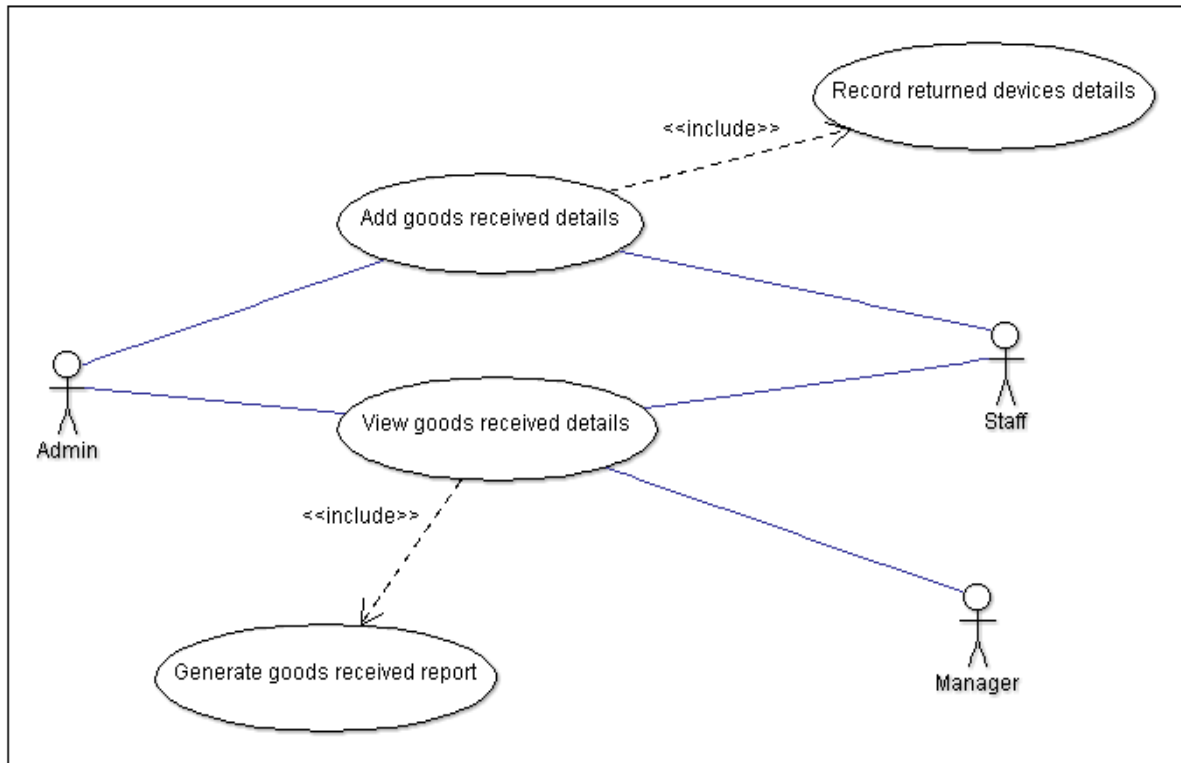 Record returned devices details
<<include>>
Add goods received details
Admin
View goods received details
Staff
<<include>>
Generate goods received report
Manager